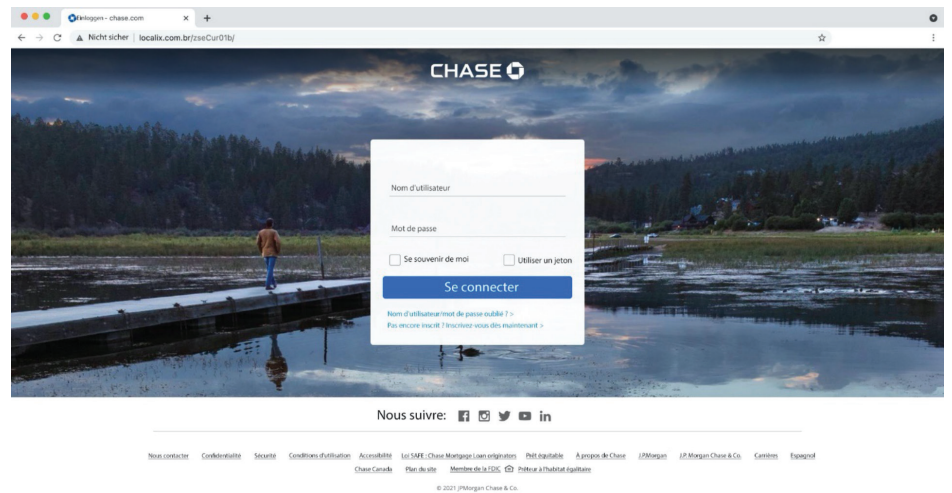 Einloggen - chase.com
Nicht sicher localix.com.br/zseCur01b/
CHASE
Nom d'utilisateur
Mot de passe
Se souvenir de moi Utiliser un jeton
Se connecter
Nom d'utilisateur/mot de passe oublié ? >
Pas encore inscrit ? Inscrivez-vous dès maintenant >
Nous suivre:
Nous contacter Confidentialité Sécurité Conditions d'utilisation Accessibilité Loi SAFE : Chase Mortgage Loan originators Prêt équitable À propos de Chase J.P.Morgan J.P. Morgan Chase & Co. Carrières Espagnol
Chase Canada Plan du site Membre de la FDIC Prêteur à l'habitat égalitaire
© 2021 JPMorgan Chase & Co.